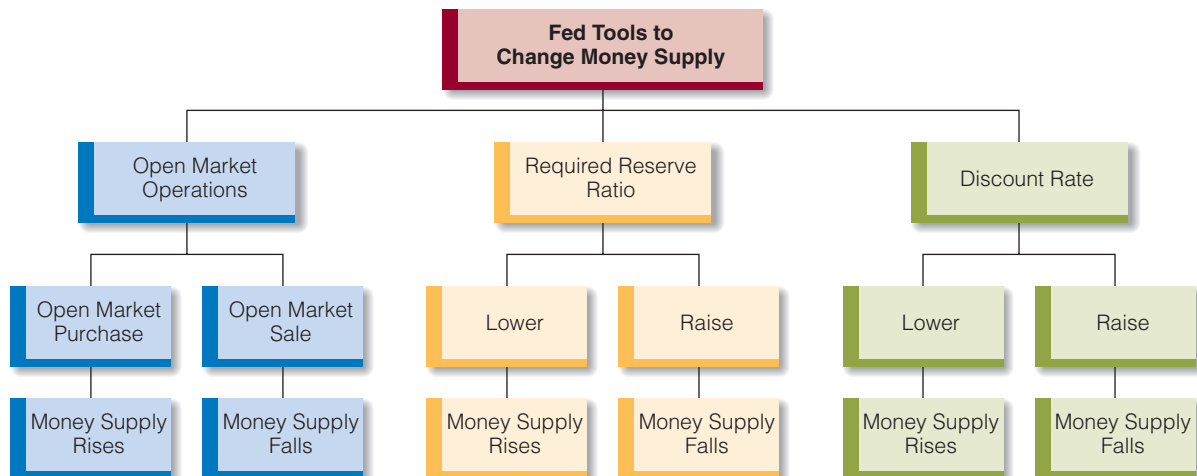 Fed Tools to
Change Money Supply
Open Market
Operations
Required Reserve
Ratio
Discount Rate
Open Market
Purchase
Open Market
Sale
Lower
Raise
Lower
Raise
Money Supply
Rises
Money Supply
Falls
Money Supply
Rises
Money Supply
Falls
Money Supply
Rises
Money Supply
Falls